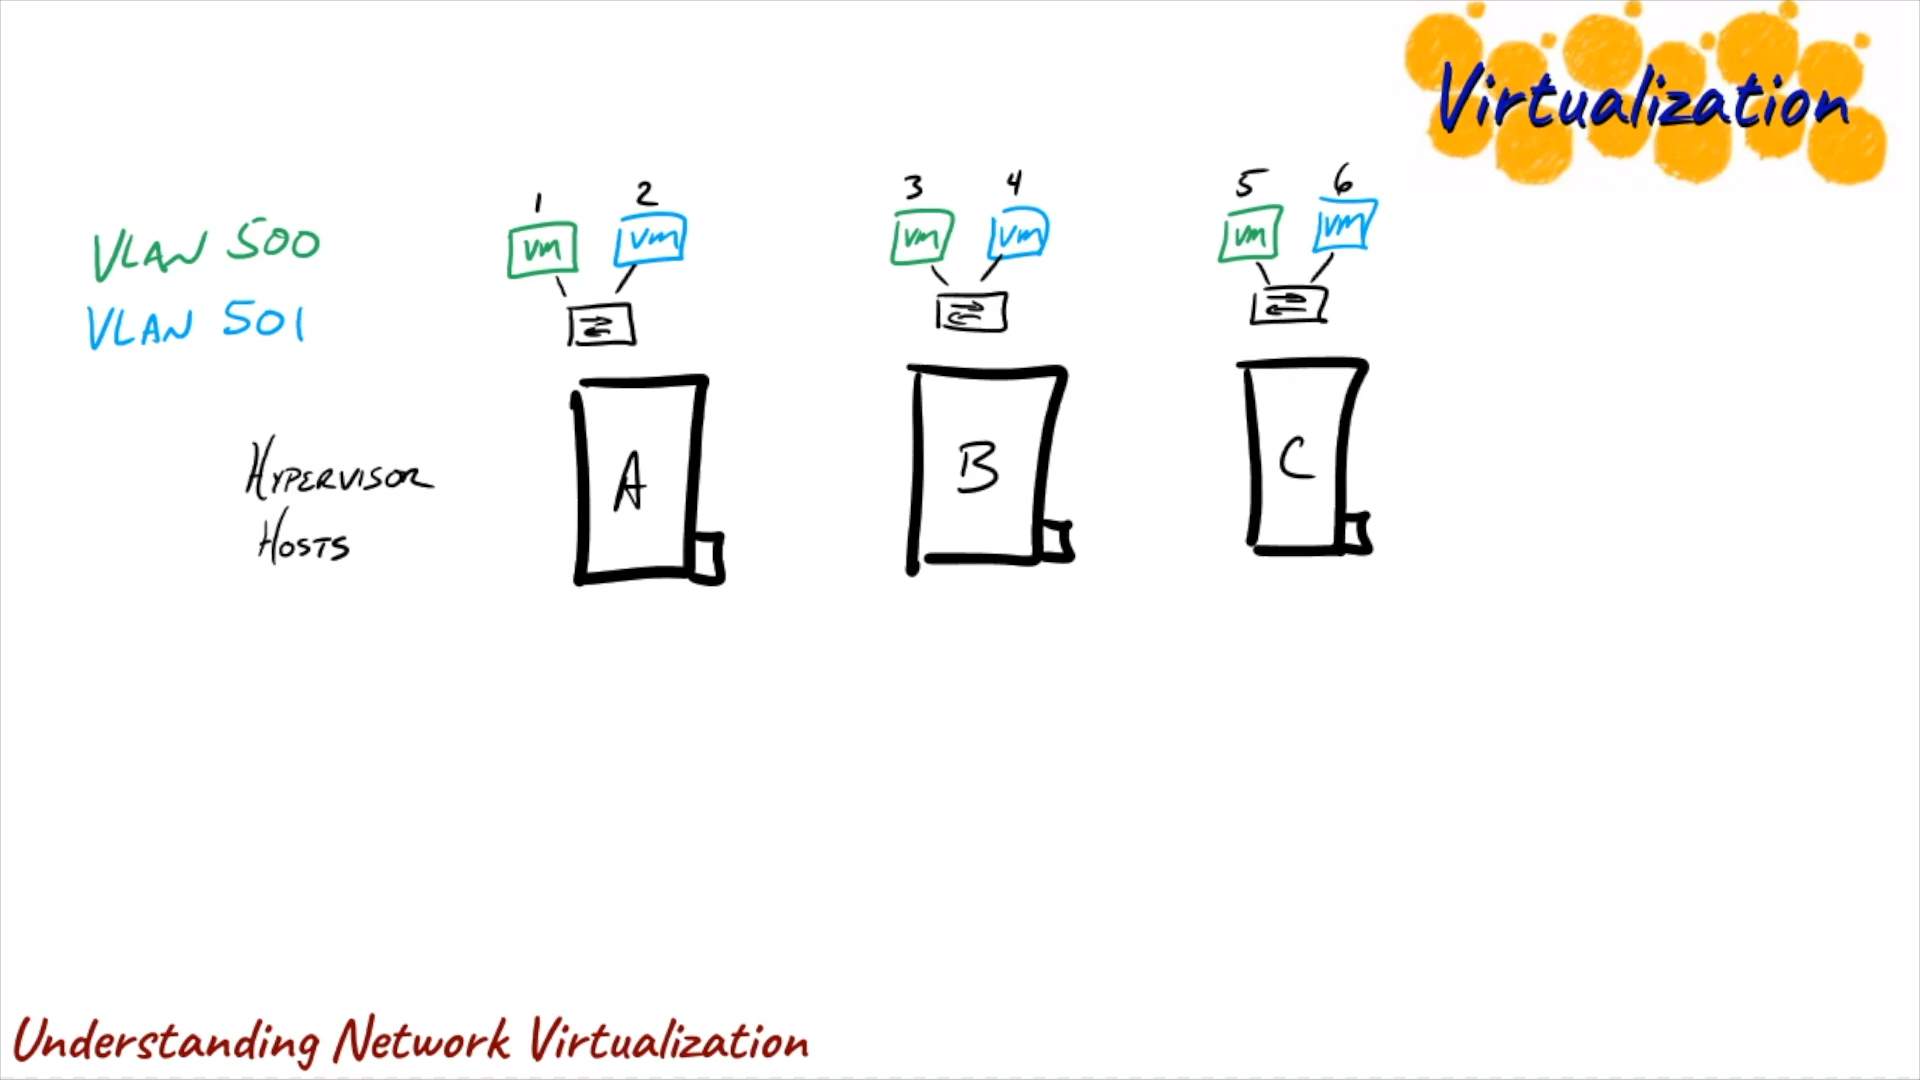 Virtualization
1 2 3 4 5 6
VLAN 500
vm vm vm vm vm vm
VLAN 501
A B C
HYPERVISOR
HOSTS
Understanding Network Virtualization